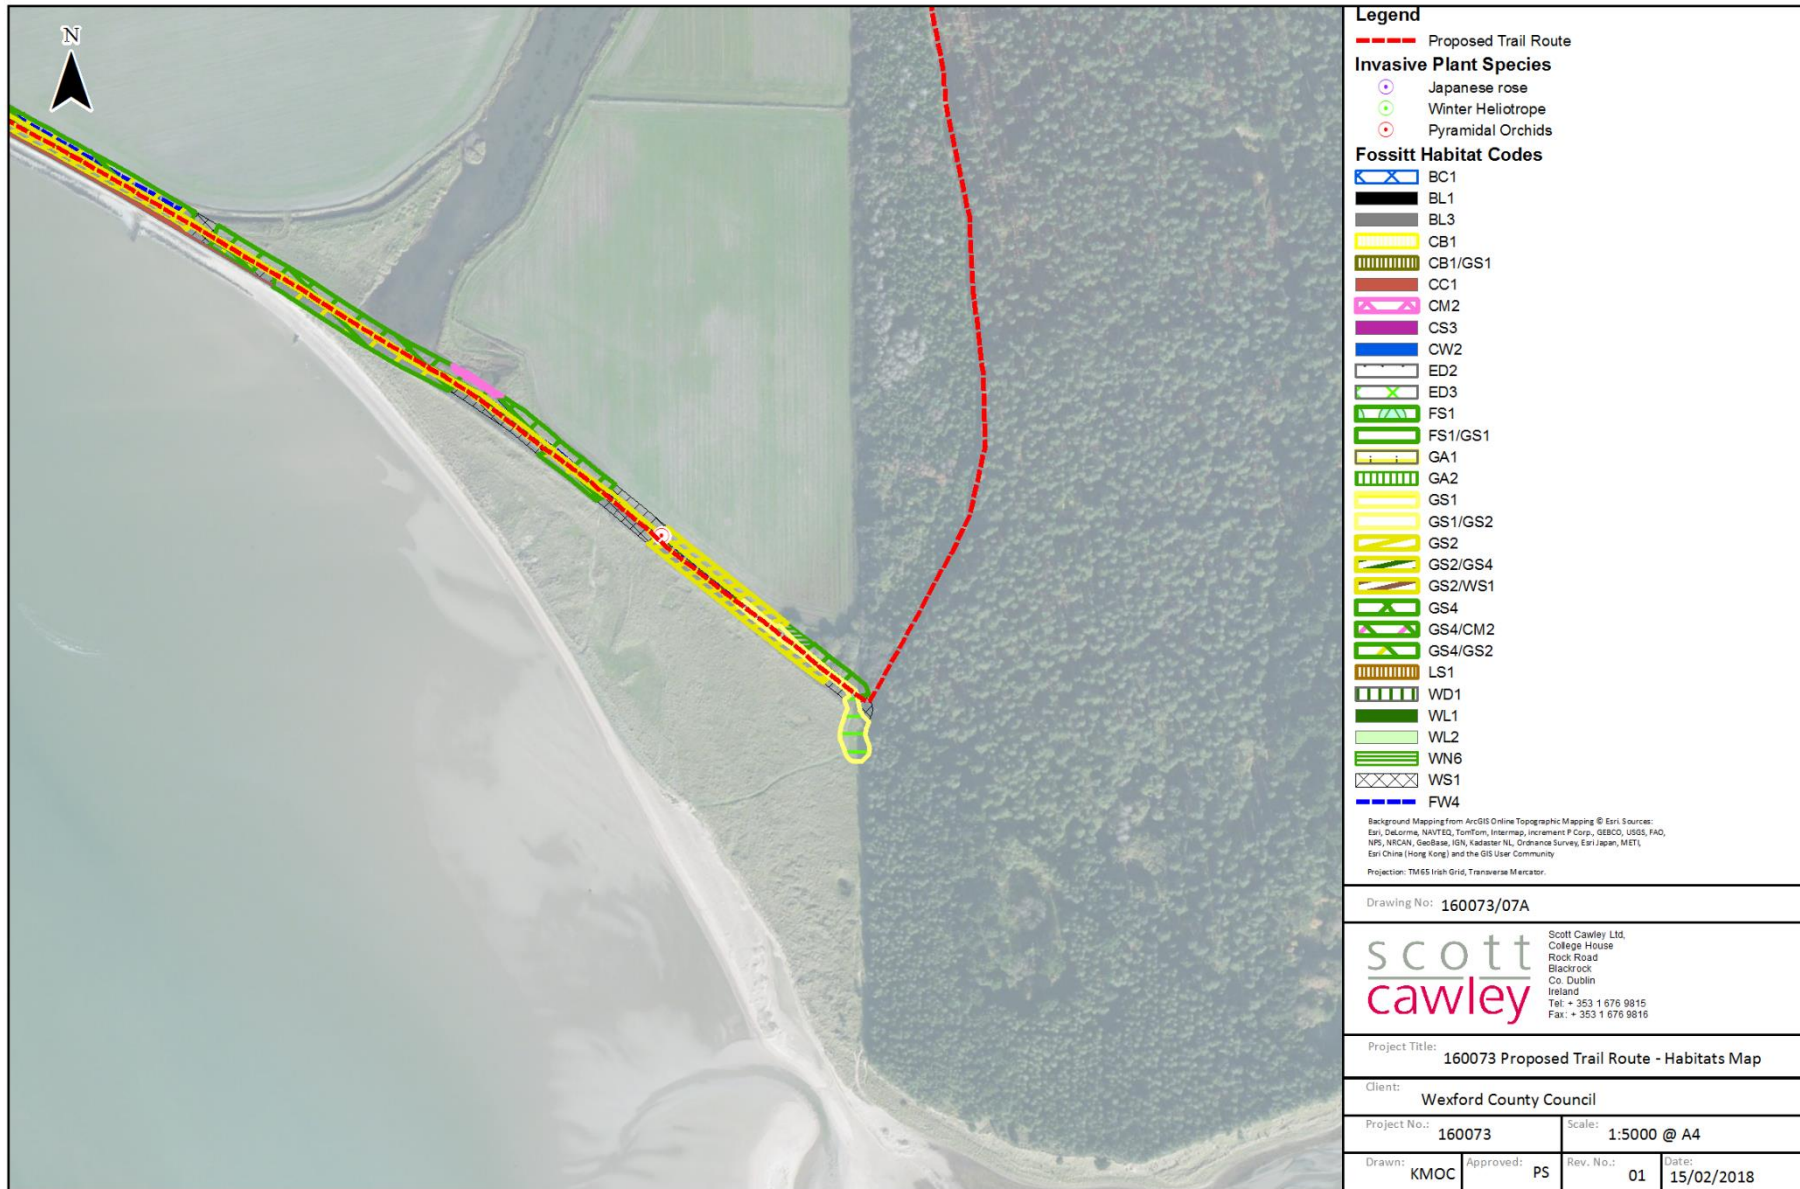 N
Legend
Proposed Trail Route
Invasive Plant Species
Japanese rose
Winter Heliotrope
Pyramidal Orchids
Fossitt Habitat Codes
BC1
BL1
BL3
CB1
CB1/GS1
CC1
CM2
CS3
CW2
ED2
ED3
FS1
FS1/GS1
GA1
GA2
GS1
GS1/GS2
GS2
GS2/GS4
GS2/WS1
GS4
GS4/CM2
GS4/GS2
LS1
WD1
WL1
WL2
WN6
WS1
FW4
Background Mapping from ArcGIS Online Topographic Mapping © Esri. Sources:
Esri, DeLorme, NAVTEQ, TomTom, Intermap, increment P Corp., GEBCO, USGS, FAO,
NPS, NRCAN, GeoBase, IGN, Kadaster NL, Ordnance Survey, Esri Japan, METI,
Esri China (Hong Kong) and the GIS User Community
Projection: TM65 Irish Grid, Transverse Mercator.
Drawing No: 160073/07A
scott
cawley
Scott Cawley Ltd,
College House
Rock Road
Blackrock
Co. Dublin
Ireland
Tel: + 353 1 676 9815
Fax: + 353 1 676 9816
Project Title:
160073 Proposed Trail Route - Habitats Map
Client:
Wexford County Council
Project No.: 160073
Scale: 1:5000 @ A4
Drawn: KMOC
Approved: PS
Rev. No.: 01
Date: 15/02/2018